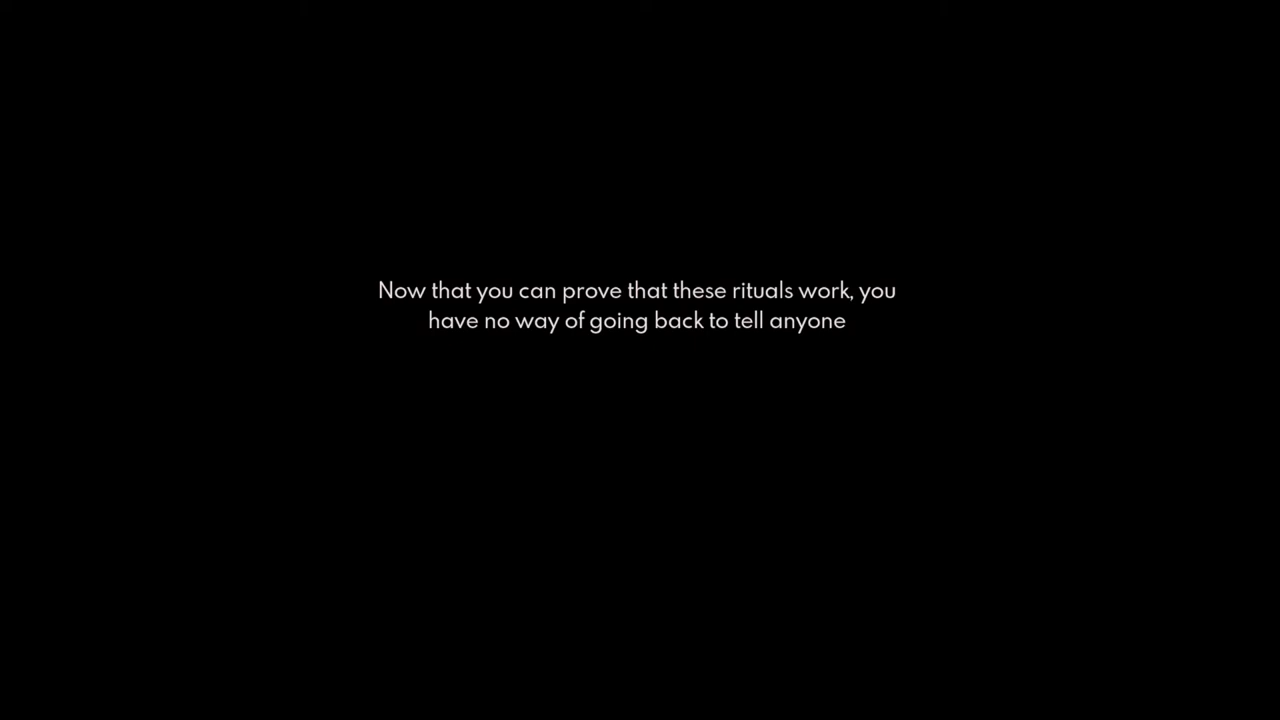 Now that you can prove that these rituals work, you
have no way of going back to tell anyone